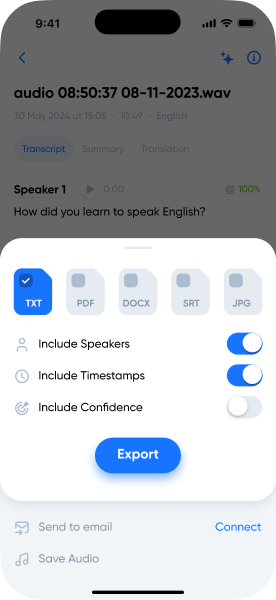 9:41
audio 08:50:37 08-11-2023.wav
30 May 2024 at 15:05 · 10:49 · English
Transcript Summary Translation
Speaker 1 0:00 100%
How did you learn to speak English?
TXT PDF DOCX SRT JPG
Include Speakers
Include Timestamps
Include Confidence
Export
Send to email Connect
Save Audio